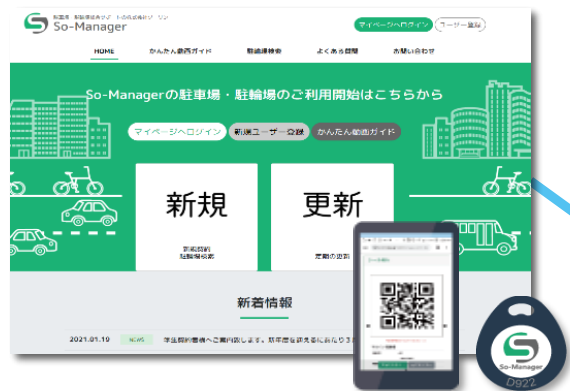 So-Manager
マイページへログイン
ユーザー登録
HOME
かんたん動画ガイド
駐輪場検索
よくある質問
お問い合わせ
So-Managerの駐車場・駐輪場のご利用開始はこちらから
マイページへログイン
新規ユーザー登録
かんたん動画ガイド
新規
新規契約
駐輪場検索
更新
定期の更新
新着情報
2021.01.19
NEWS
So-Manager
D922